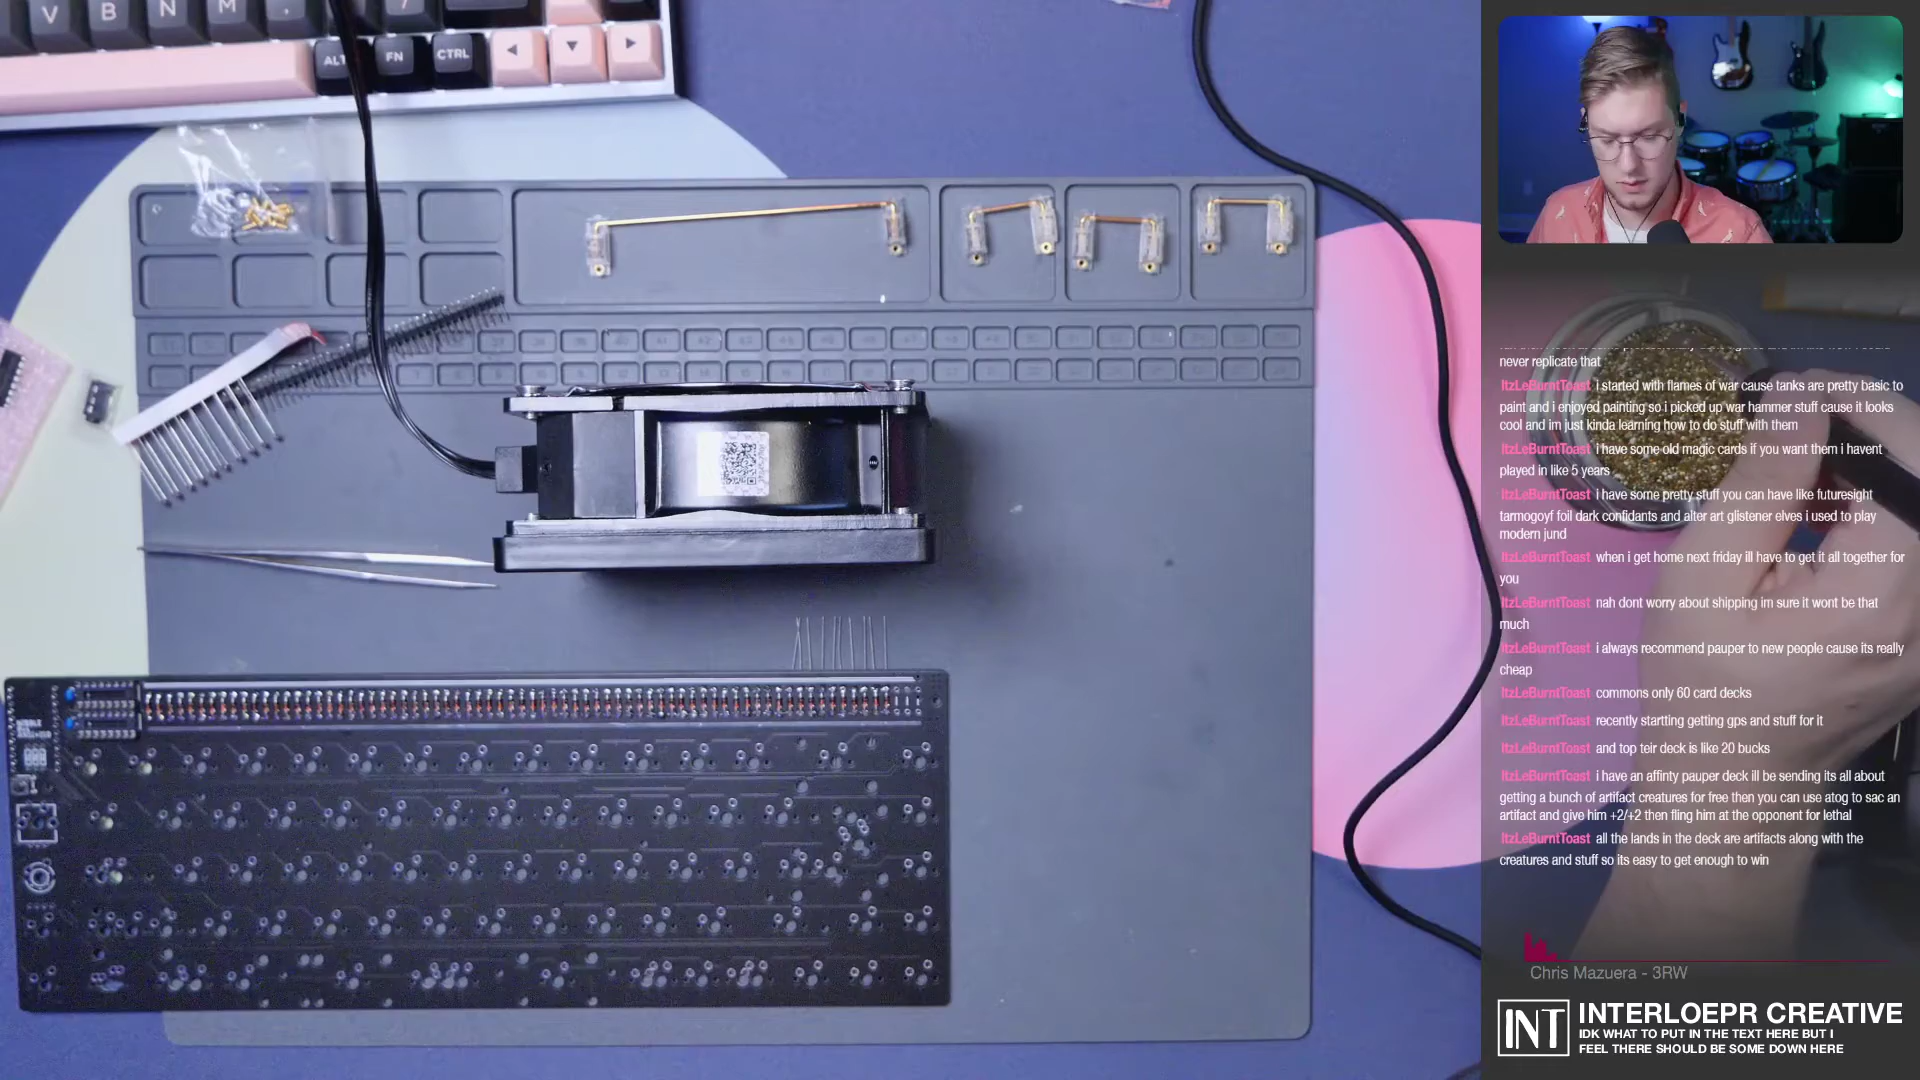 V B N M , . /
ALT FN CTRL
never replicate that
ItzLeBurntToast i started with flames of war cause tanks are pretty basic to
paint and i enjoyed painting so i picked up war hammer stuff cause it looks
cool and im just kinda learning how to do stuff with them
ItzLeBurntToast i have some old magic cards if you want them i havent
played in like 5 years
ItzLeBurntToast i have some pretty stuff you can have like futuresight
tarmogoyf foil dark confidants and alter art glistener elves i used to play
modern jund
ItzLeBurntToast when i get home next friday ill have to get it all together for
you
ItzLeBurntToast nah dont worry about shipping im sure it wont be that
much
ItzLeBurntToast i always recommend pauper to new people cause its really
cheap
ItzLeBurntToast commons only 60 card decks
ItzLeBurntToast recently startting getting gps and stuff for it
ItzLeBurntToast and top teir deck is like 20 bucks
ItzLeBurntToast i have an affinty pauper deck ill be sending its all about
getting a bunch of artifact creatures for free then you can use atog to sac an
artifact and give him +2/+2 then fling him at the opponent for lethal
ItzLeBurntToast all the lands in the deck are artifacts along with the
creatures and stuff so its easy to get enough to win
Chris Mazuera - 3RW
INT INTERLOEPR CREATIVE
IDK WHAT TO PUT IN THE TEXT HERE BUT I
FEEL THERE SHOULD BE SOME DOWN HERE